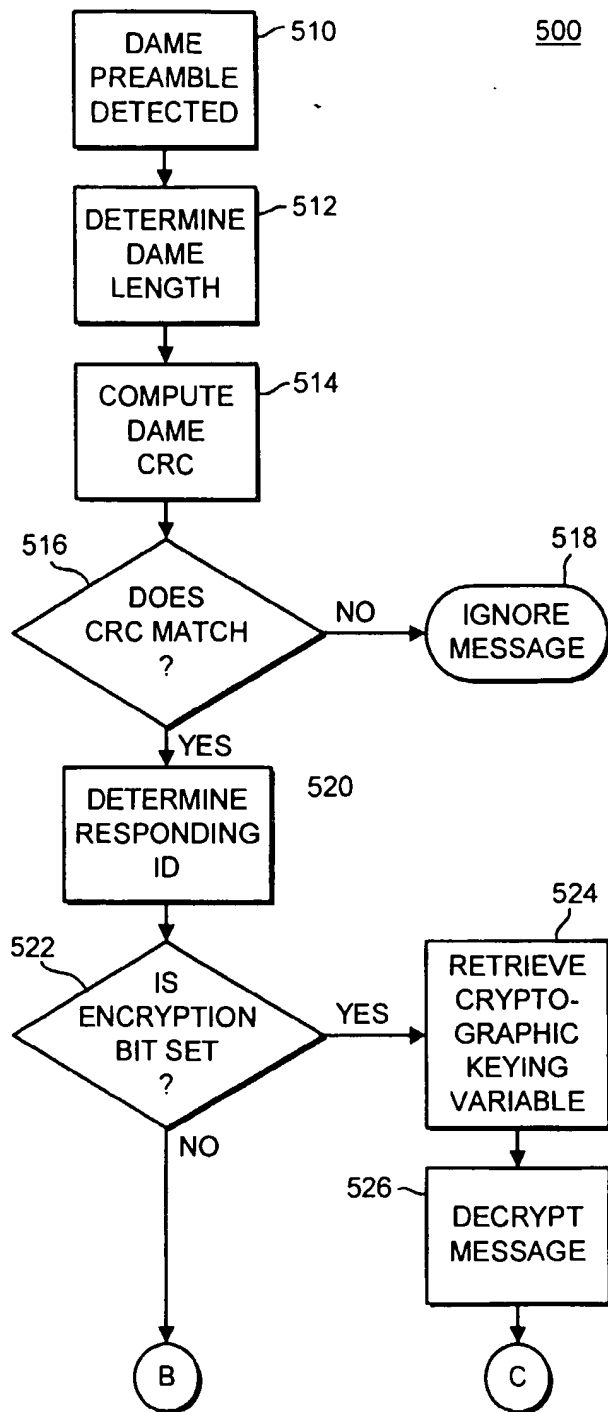 500
510
DAME
PREAMBLE
DETECTED
512
DETERMINE
DAME
LENGTH
514
COMPUTE
DAME
CRC
516
DOES
CRC MATCH
?
NO
518
IGNORE
MESSAGE
YES
520
DETERMINE
RESPONDING
ID
522
IS
ENCRYPTION
BIT SET
?
YES
524
RETRIEVE
CRYPTO-
GRAPHIC
KEYING
VARIABLE
NO
526
DECRYPT
MESSAGE
B
C